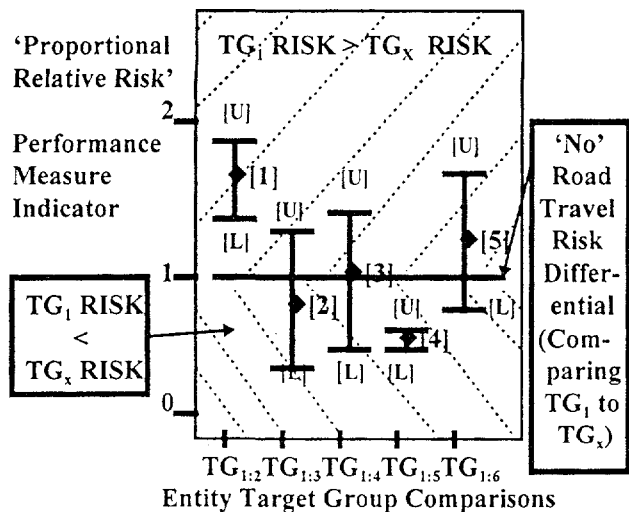 ‘Proportional
Relative Risk’
Performance
Measure
Indicator
TG₁ RISK > TGₓ RISK
2
1
0
[U]
[1]
[L]
[U]
[2]
[L]
[U]
[3]
[L]
[U]
[4]
[L]
[U]
[5]
[L]
TG₁ RISK
<
TGₓ RISK
‘No’
Road
Travel
Risk
Differ-
ential
(Com-
paring
TG₁ to
TGₓ)
TG₁:₂ TG₁:₃ TG₁:₄ TG₁:₅ TG₁:₆
Entity Target Group Comparisons